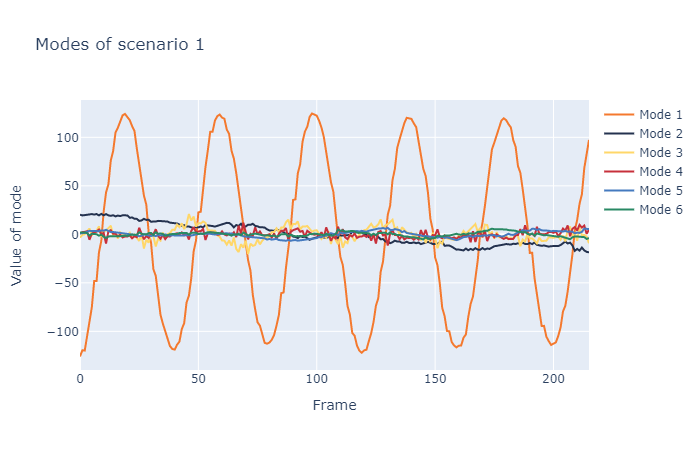 Modes of scenario 1
Value of mode
100
50
0
−50
−100
0
50
100
150
200
Frame
Mode 1
Mode 2
Mode 3
Mode 4
Mode 5
Mode 6